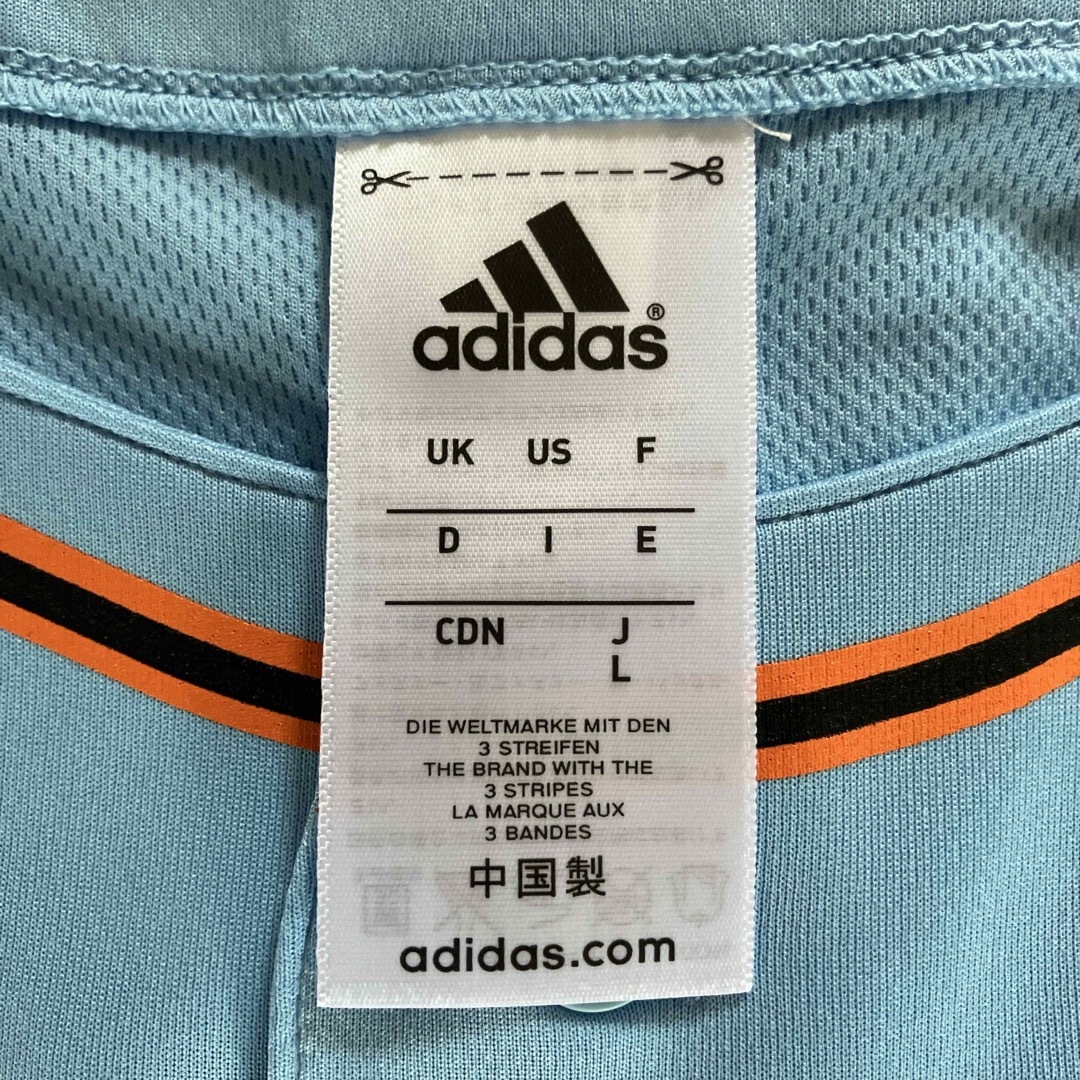 adidas®
UK US F
D I E
CDN J
L
DIE WELTMARKE MIT DEN
3 STREIFEN
THE BRAND WITH THE
3 STRIPES
LA MARQUE AUX
3 BANDES
中国製
adidas.com